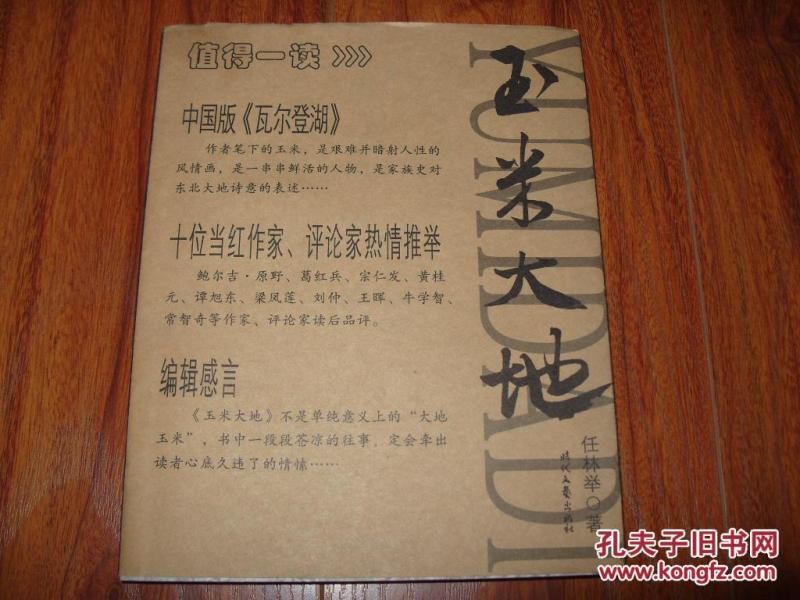 值得一读 >>>
中国版《瓦尔登湖》
作者笔下的玉米，是艰难并暗射人性的
风情画，是一串串鲜活的人物，是家族史对
东北大地诗意的表述……
十位当红作家、评论家热情推举
鲍尔吉·原野、葛红兵、宗仁发、黄桂
元、谭旭东、梁凤莲、刘仲、王晖、牛学智、
常智奇等作家、评论家读后品评。
编辑感言
《玉米大地》不是单纯意义上的“大地
玉米”，书中一段段苍凉的往事，定会牵出
读者心底久违了的情愫……
玉米大地
YUMIDADI
任林举○著
时代文艺出版社
孔夫子旧书网
www.kongfz.com